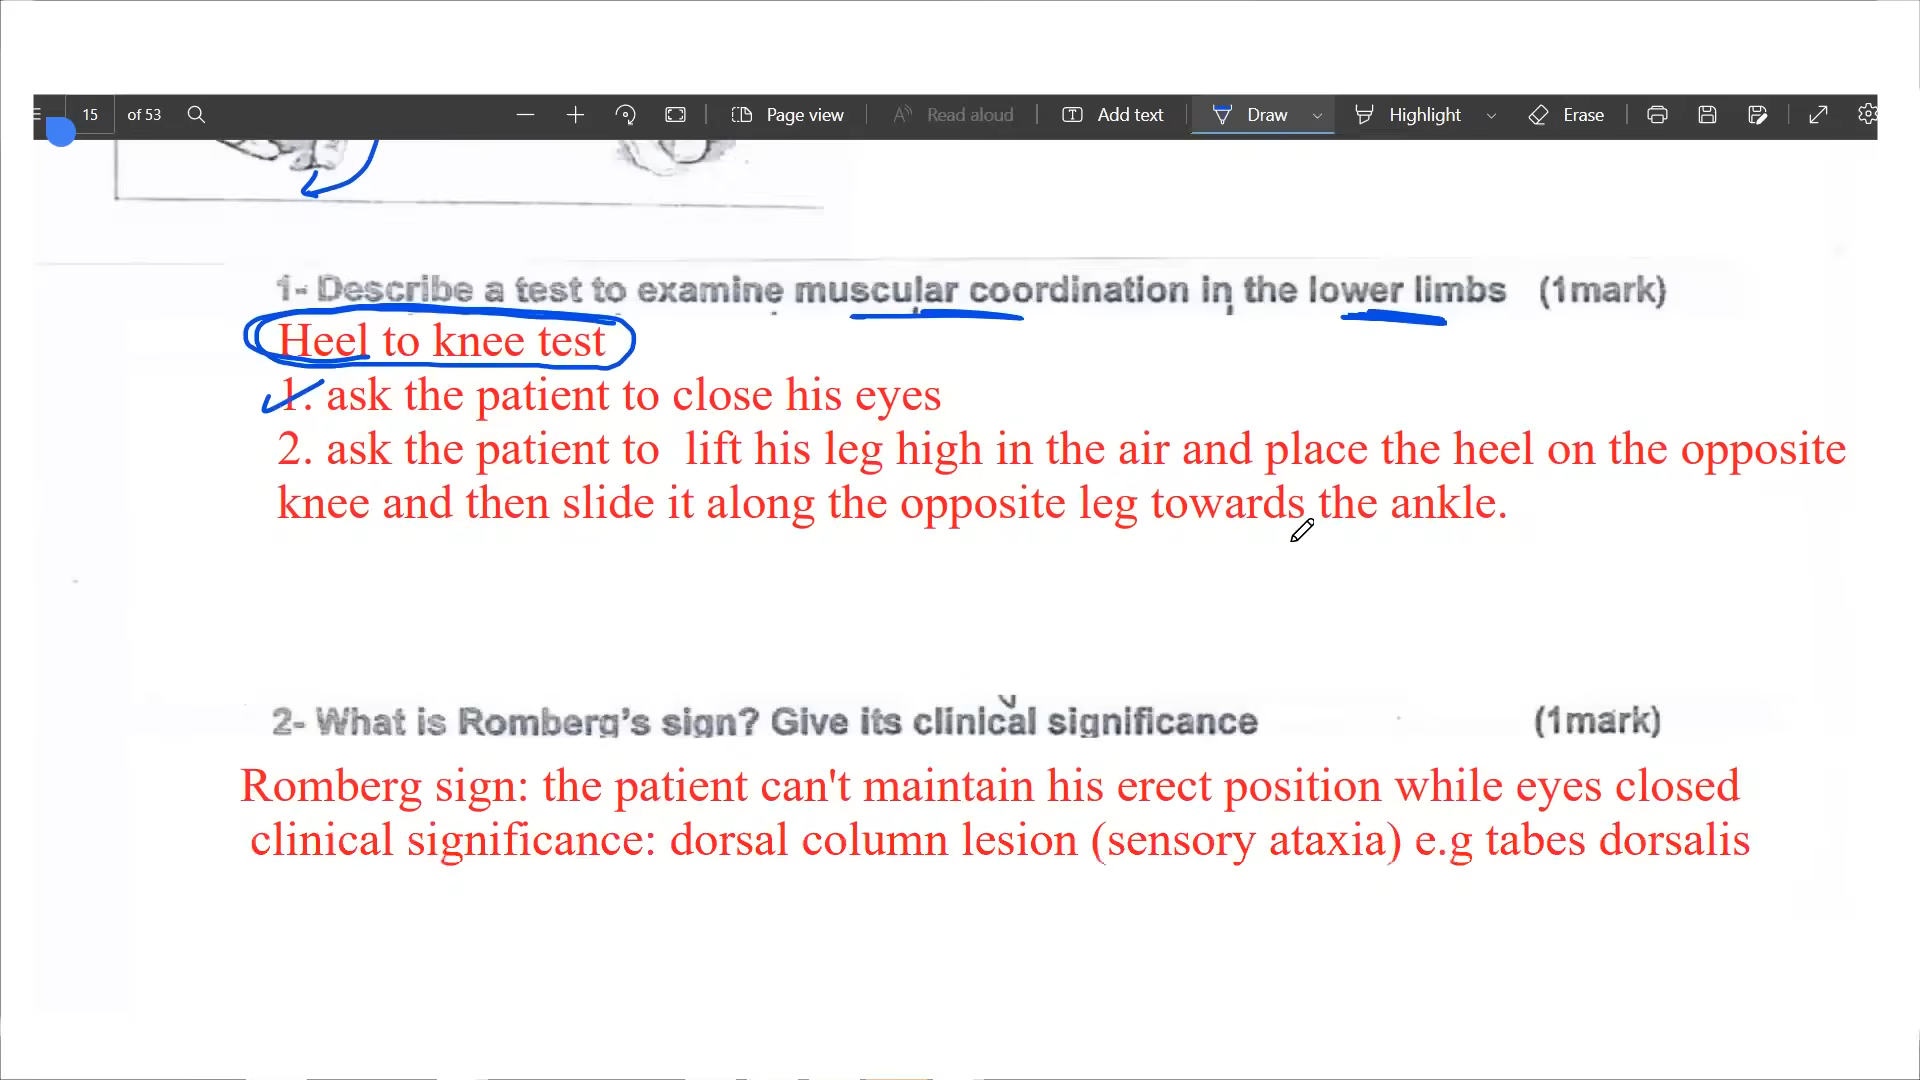 15 of 53 Page view Read aloud Add text Draw Highlight Erase
1- Describe a test to examine muscular coordination in the lower limbs (1mark)
Heel to knee test
1. ask the patient to close his eyes
2. ask the patient to lift his leg high in the air and place the heel on the opposite
knee and then slide it along the opposite leg towards the ankle.
2- What is Romberg's sign? Give its clinical significance (1mark)
Romberg sign: the patient can't maintain his erect position while eyes closed
clinical significance: dorsal column lesion (sensory ataxia) e.g tabes dorsalis